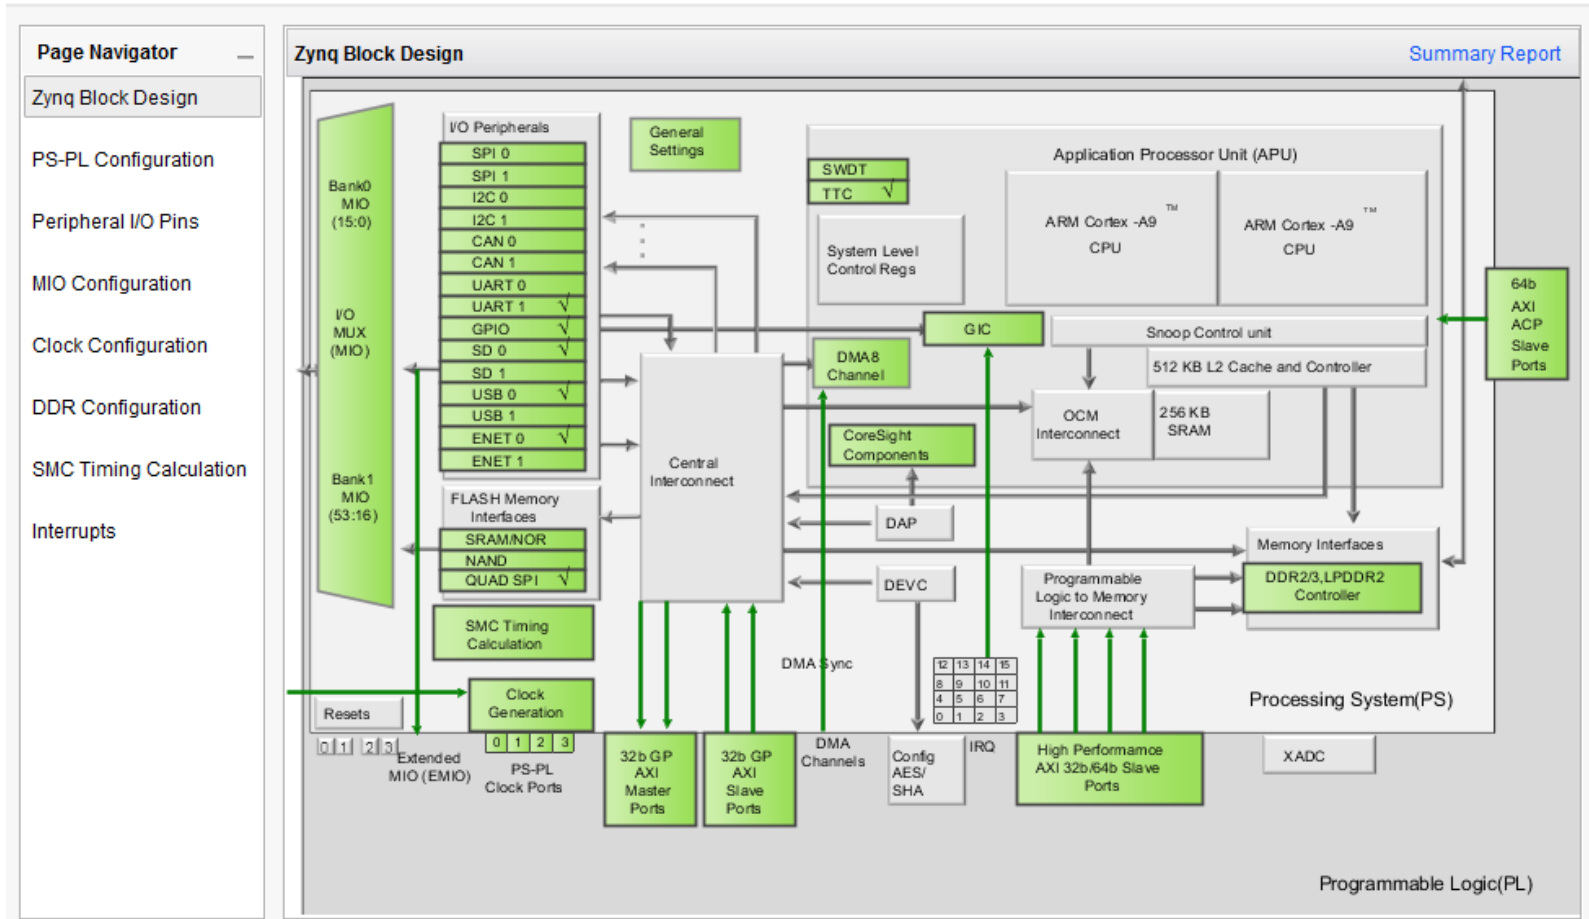 Page Navigator
Zynq Block Design
PS-PL Configuration
Peripheral I/O Pins
MIO Configuration
Clock Configuration
DDR Configuration
SMC Timing Calculation
Interrupts
Zynq Block Design
Summary Report
Bank0
MIO
(15:0)
I/O
MUX
(MIO)
Bank1
MIO
(53:16)
I/O Peripherals
SPI 0
SPI 1
I2C 0
I2C 1
CAN 0
CAN 1
UART 0
UART 1 √
GPIO √
SD 0 √
SD 1
USB 0 √
USB 1
ENET 0 √
ENET 1
FLASH Memory
Interfaces
SRAM/NOR
NAND
QUAD SPI √
SMC Timing
Calculation
General
Settings
Application Processor Unit (APU)
SWDT
TTC √
System Level
Control Regs
ARM Cortex -A9 ™
CPU
ARM Cortex -A9 ™
CPU
GIC
Snoop Control unit
DMA8
Channel
512 KB L2 Cache and Controller
OCM
Interconnect
256 KB
SRAM
CoreSight
Components
Central
Interconnect
DAP
DEVC
Memory Interfaces
DDR2/3,LPDDR2
Controller
Programmable
Logic to Memory
Interconnect
64b
AXI
ACP
Slave
Ports
DMA Sync
12 13 14 15
8 9 10 11
4 5 6 7
0 1 2 3
Processing System(PS)
Resets
0 1 2 3
Extended
MIO (EMIO)
Clock
Generation
0 1 2 3
PS-PL
Clock Ports
32b GP
AXI
Master
Ports
32b GP
AXI
Slave
Ports
DMA
Channels
Config
AES/
SHA
IRQ
High Performamce
AXI 32b/64b Slave
Ports
XADC
Programmable Logic(PL)